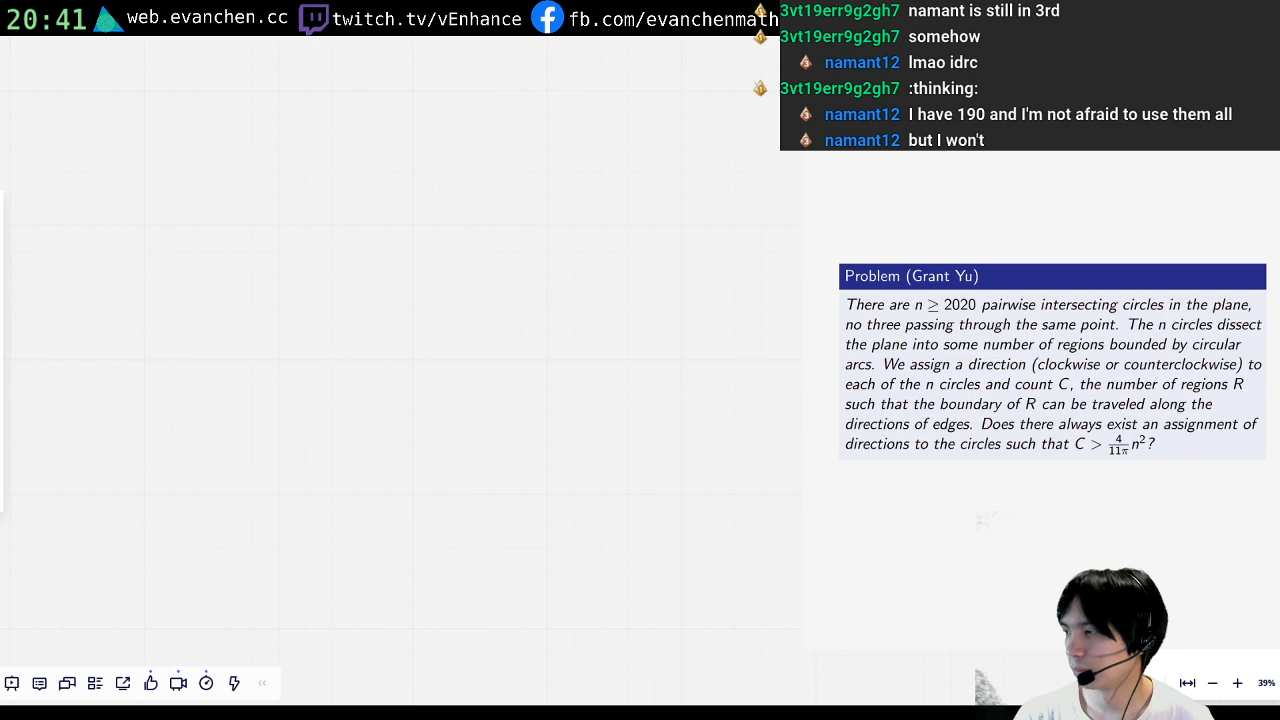 20:41 web.evanchen.cc twitch.tv/vEnhance fb.com/evanchenmath
3vt19err9g2gh7 namant is still in 3rd
3vt19err9g2gh7 somehow
namant12 lmao idrc
3vt19err9g2gh7 :thinking:
namant12 I have 190 and I'm not afraid to use them all
namant12 but I won't
Problem (Grant Yu)
There are n ≥ 2020 pairwise intersecting circles in the plane,
no three passing through the same point. The n circles dissect
the plane into some number of regions bounded by circular
arcs. We assign a direction (clockwise or counterclockwise) to
each of the n circles and count C, the number of regions R
such that the boundary of R can be traveled along the
directions of edges. Does there always exist an assignment of
directions to the circles such that C > 4/11π n²?
39%